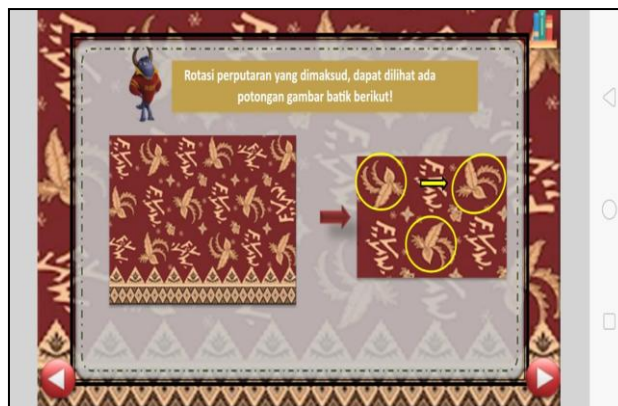 Rotasi perputaran yang dimaksud, dapat dilihat ada
potongan gambar batik berikut!